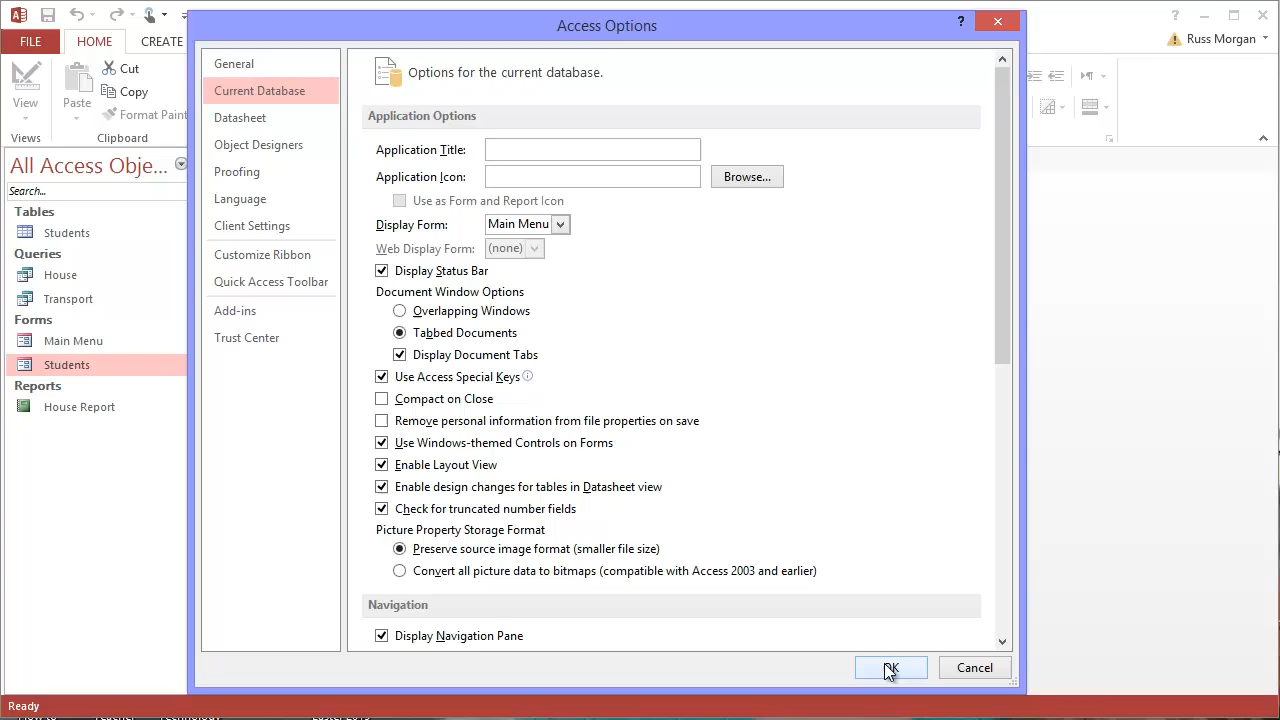 Access Options
?
FILE
HOME
CREATE
Russ Morgan
View
Paste
Cut
Copy
Format Paint
Views
Clipboard
All Access Obje...
Search...
Tables
Students
Queries
House
Transport
Forms
Main Menu
Students
Reports
House Report
General
Current Database
Datasheet
Object Designers
Proofing
Language
Client Settings
Customize Ribbon
Quick Access Toolbar
Add-ins
Trust Center
Options for the current database.
Application Options
Application Title:
Application Icon:
Browse...
Use as Form and Report Icon
Display Form: Main Menu
Web Display Form: (none)
Display Status Bar
Document Window Options
Overlapping Windows
Tabbed Documents
Display Document Tabs
Use Access Special Keys
Compact on Close
Remove personal information from file properties on save
Use Windows-themed Controls on Forms
Enable Layout View
Enable design changes for tables in Datasheet view
Check for truncated number fields
Picture Property Storage Format
Preserve source image format (smaller file size)
Convert all picture data to bitmaps (compatible with Access 2003 and earlier)
Navigation
Display Navigation Pane
OK
Cancel
Ready